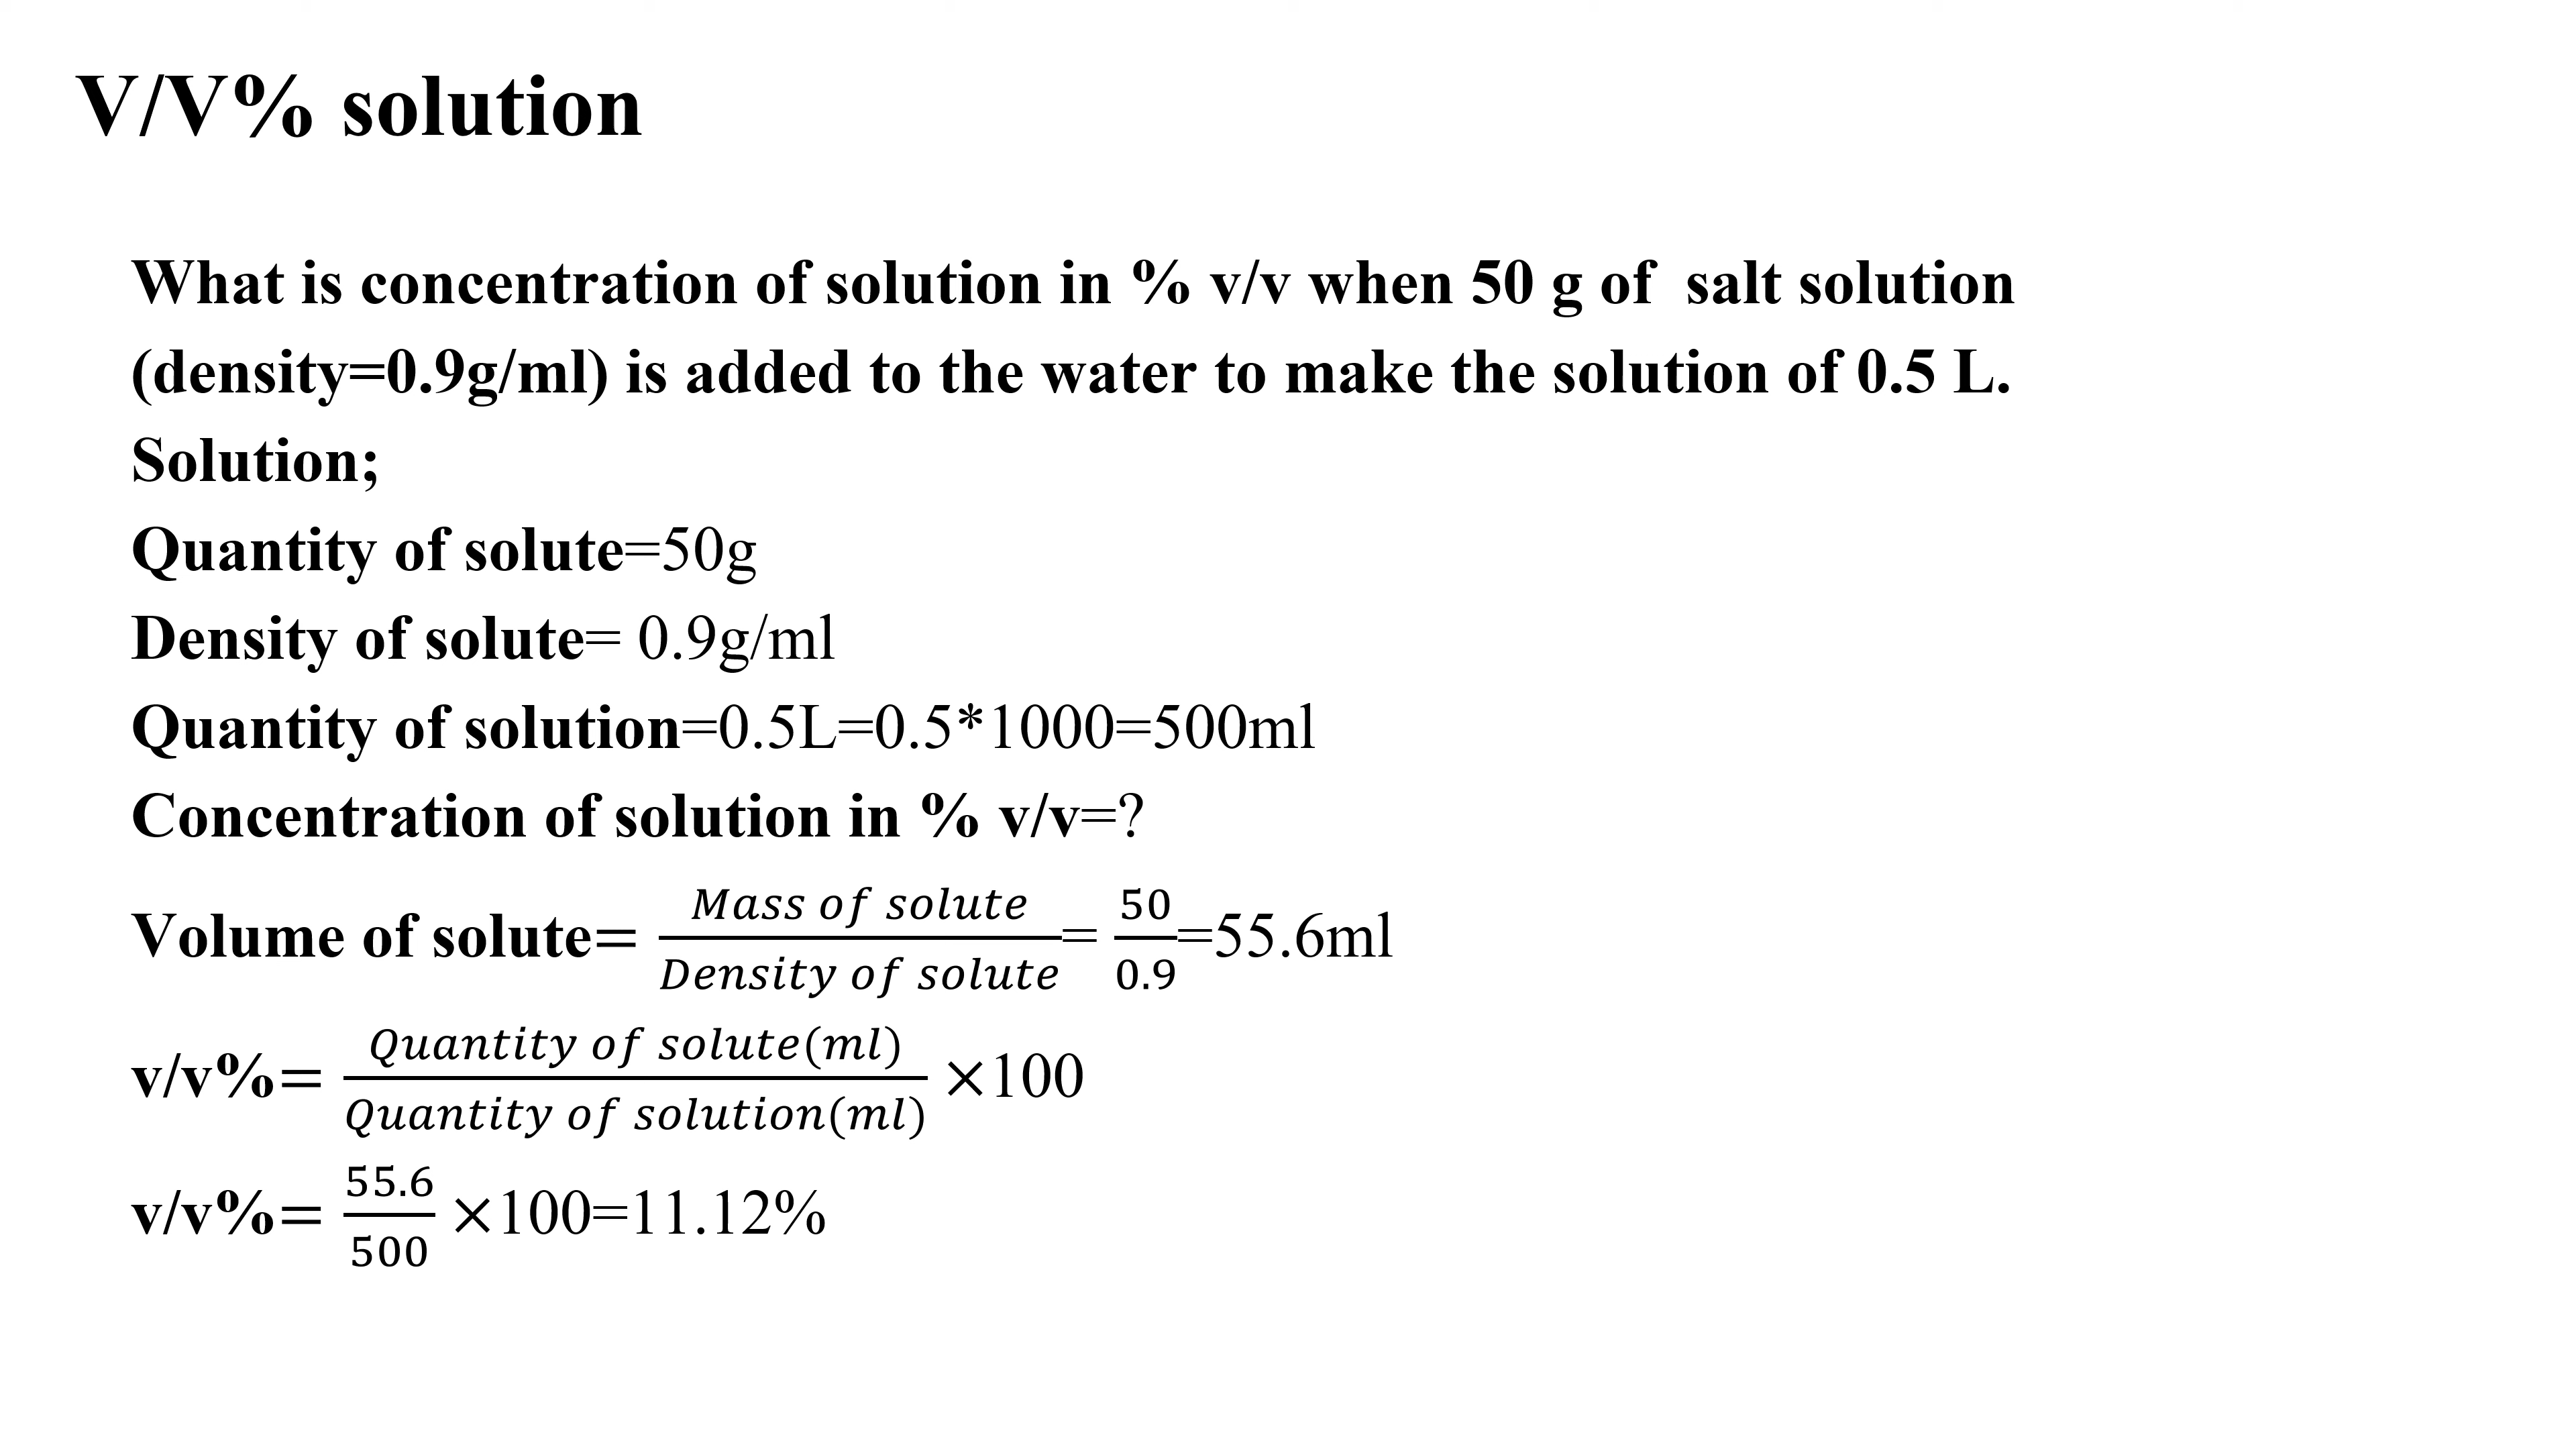 V/V% solution
What is concentration of solution in % v/v when 50 g of  salt solution
(density=0.9g/ml) is added to the water to make the solution of 0.5 L.
Solution;
Quantity of solute=50g
Density of solute= 0.9g/ml
Quantity of solution=0.5L=0.5*1000=500ml
Concentration of solution in % v/v=?
Volume of solute= Mass of solute / Density of solute = 50/0.9=55.6ml
v/v%= Quantity of solute(ml) / Quantity of solution(ml) ×100
v/v%= 55.6/500 ×100=11.12%